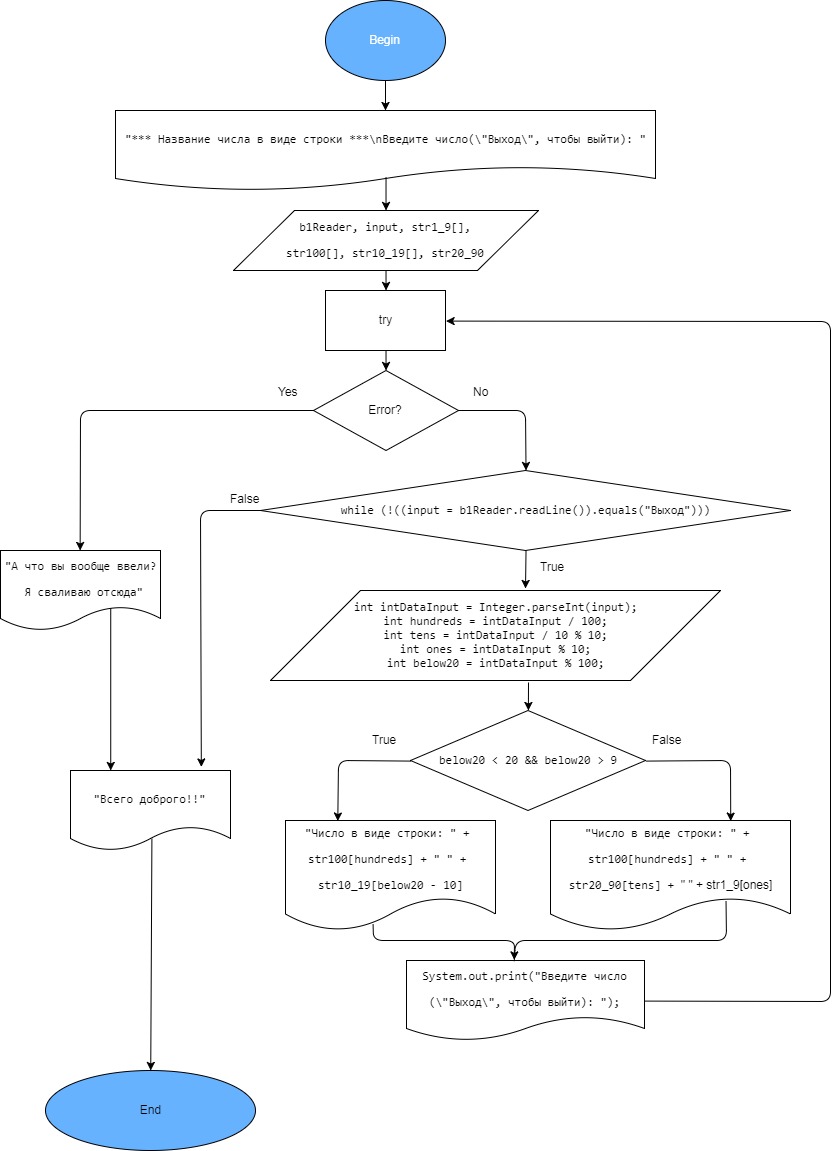 Begin
"*** Название числа в виде строки ***\nВведите число(\"Выход\", чтобы выйти): "
b1Reader, input, str1_9[],
str100[], str10_19[], str20_90
try
Yes
Error?
No
False
while (!((input = b1Reader.readLine()).equals("Выход")))
"А что вы вообще ввели?
Я сваливаю отсюда"
True
int intDataInput = Integer.parseInt(input);
int hundreds = intDataInput / 100;
int tens = intDataInput / 10 % 10;
int ones = intDataInput % 10;
int below20 = intDataInput % 100;
True
below20 < 20 && below20 > 9
False
"Всего доброго!!"
"Число в виде строки: " +
str100[hundreds] + " " +
str10_19[below20 - 10]
"Число в виде строки: " +
str100[hundreds] + " " +
str20_90[tens] + " " + str1_9[ones]
System.out.print("Введите число
(\"Выход\", чтобы выйти): ");
End